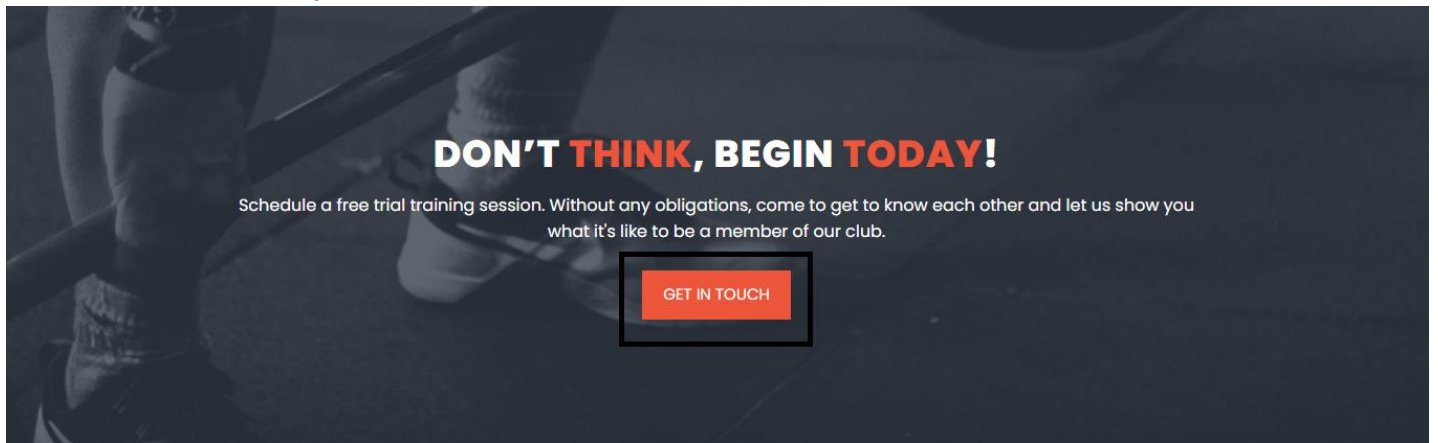 DON’T THINK, BEGIN TODAY!
Schedule a free trial training session. Without any obligations, come to get to know each other and let us show you
what it's like to be a member of our club.
GET IN TOUCH